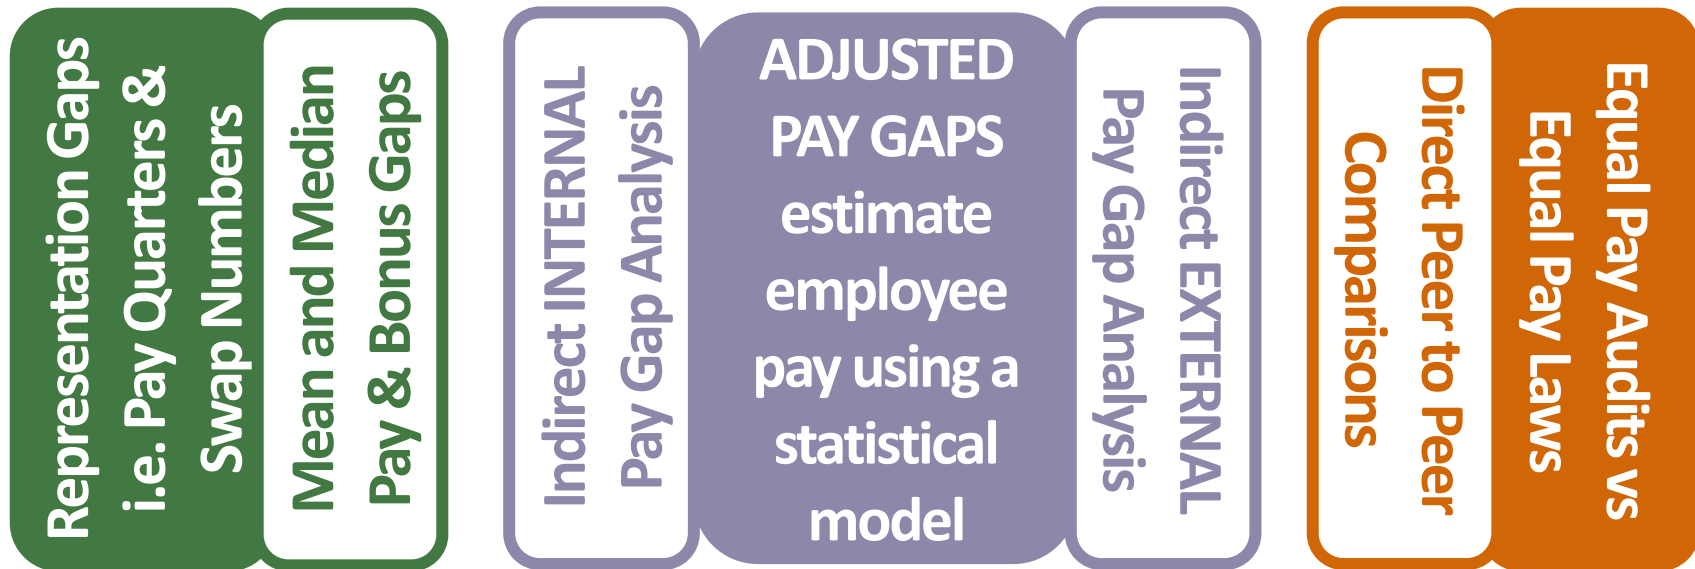 Representation Gaps
i.e. Pay Quarters &
Swap Numbers
Mean and Median
Pay & Bonus Gaps
Indirect INTERNAL
Pay Gap Analysis
ADJUSTED
PAY GAPS
estimate
employee
pay using a
statistical
model
Indirect EXTERNAL
Pay Gap Analysis
Direct Peer to Peer
Comparisons
Equal Pay Audits vs
Equal Pay Laws